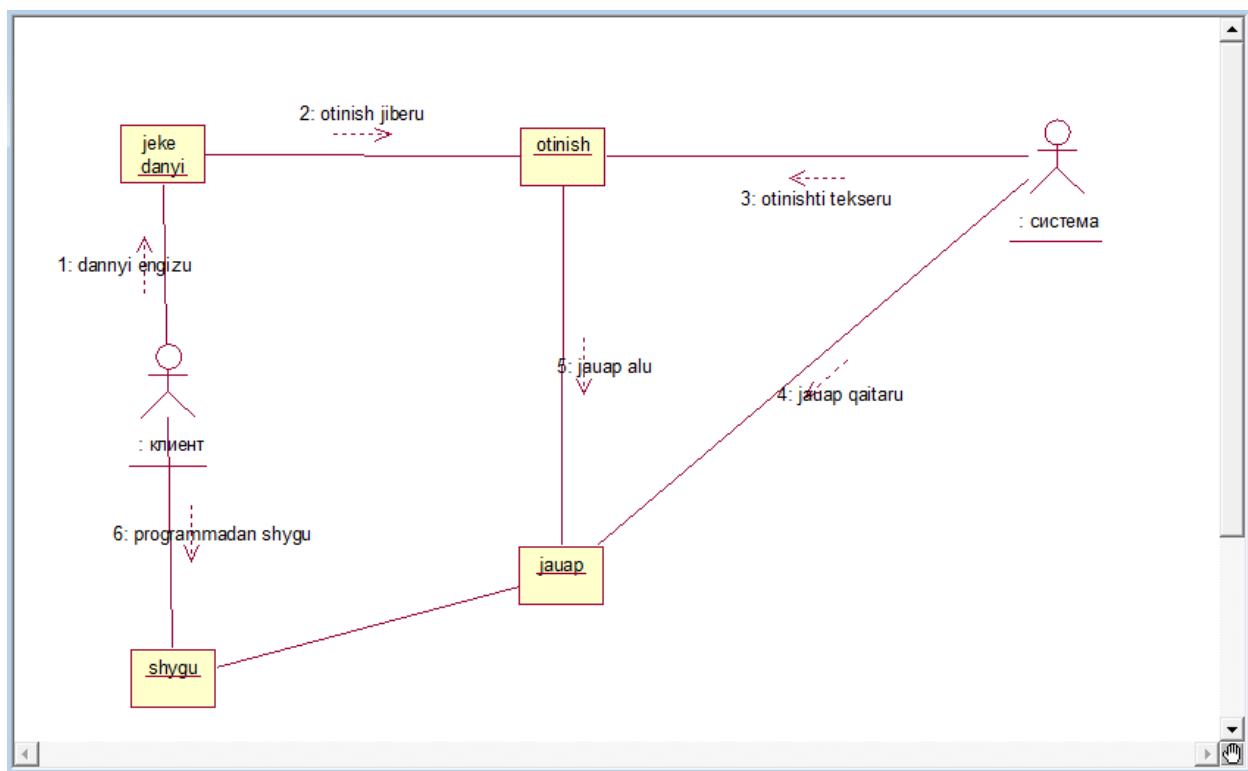 2: otinish jiberu
jeke
danyi
otinish
3: otinishti tekseru
: система
1: dannyi engizu
5: jauap alu
4: jauap qaitaru
: клиент
6: programmadan shygu
jauap
shygu